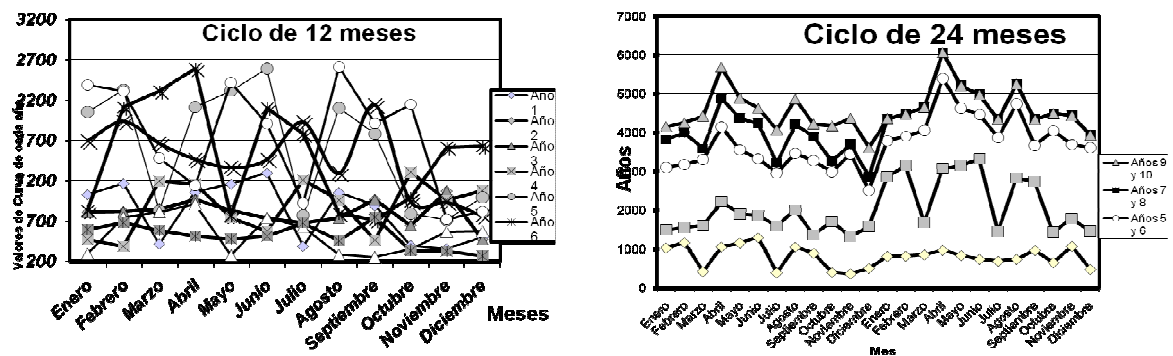 Ciclo de 12 meses
3200
2700
2200
700
200
700
200
Valores de Curva de cada año
Enero
Febrero
Marzo
Abril
Mayo
Junio
Julio
Agosto
Septiembre
Octubre
Noviembre
Diciembre
Meses
Año
1
Año
2
Año
3
Año
4
Año
5
Año
6
Ciclo de 24 meses
7000
6000
5000
4000
3000
2000
1000
0
Años
Enero
Febrero
Marzo
Abril
Mayo
Junio
Julio
Agosto
Septiembre
Octubre
Noviembre
Diciembre
Enero
Febrero
Marzo
Abril
Mayo
Junio
Julio
Agosto
Septiembre
Octubre
Noviembre
Diciembre
Mes
Años 9
y 10
Años 7
y 8
Años 5
y 6